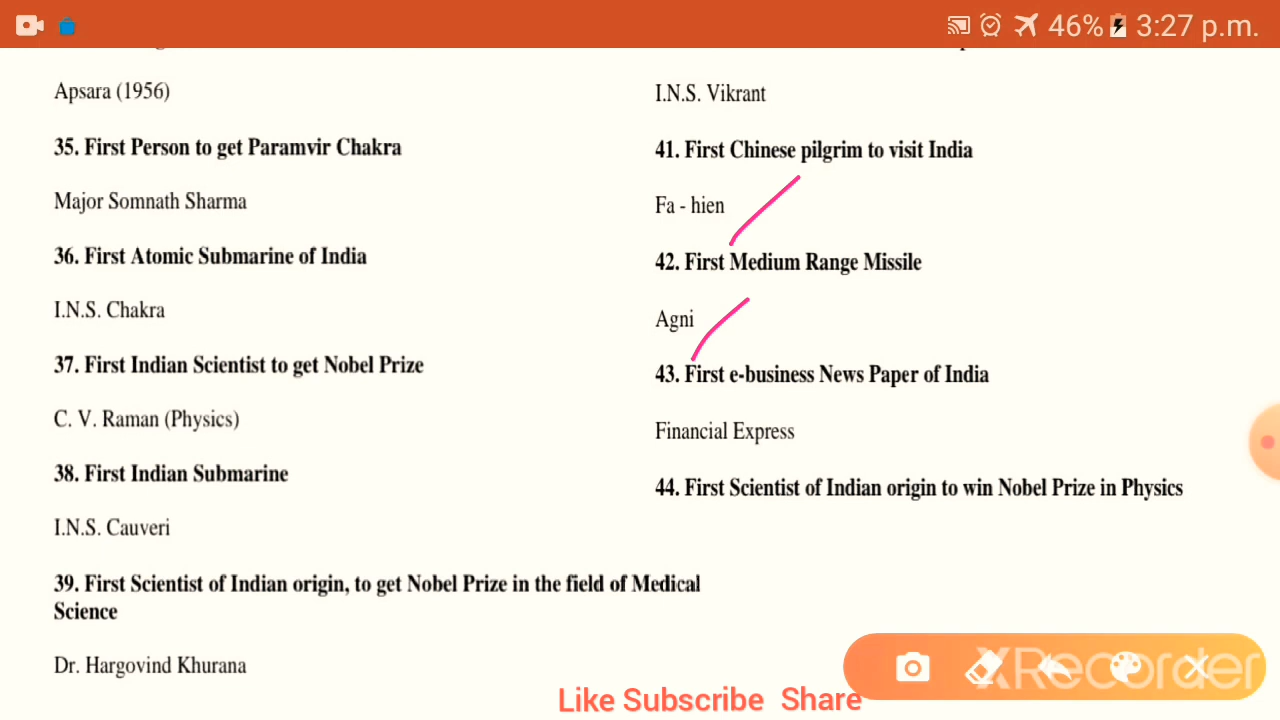 46% 3:27 p.m.
Apsara (1956)
35. First Person to get Paramvir Chakra
Major Somnath Sharma
36. First Atomic Submarine of India
I.N.S. Chakra
37. First Indian Scientist to get Nobel Prize
C. V. Raman (Physics)
38. First Indian Submarine
I.N.S. Cauveri
39. First Scientist of Indian origin, to get Nobel Prize in the field of Medical
Science
Dr. Hargovind Khurana
I.N.S. Vikrant
41. First Chinese pilgrim to visit India
Fa - hien
42. First Medium Range Missile
Agni
43. First e-business News Paper of India
Financial Express
44. First Scientist of Indian origin to win Nobel Prize in Physics
XRecorder
Like Subscribe Share